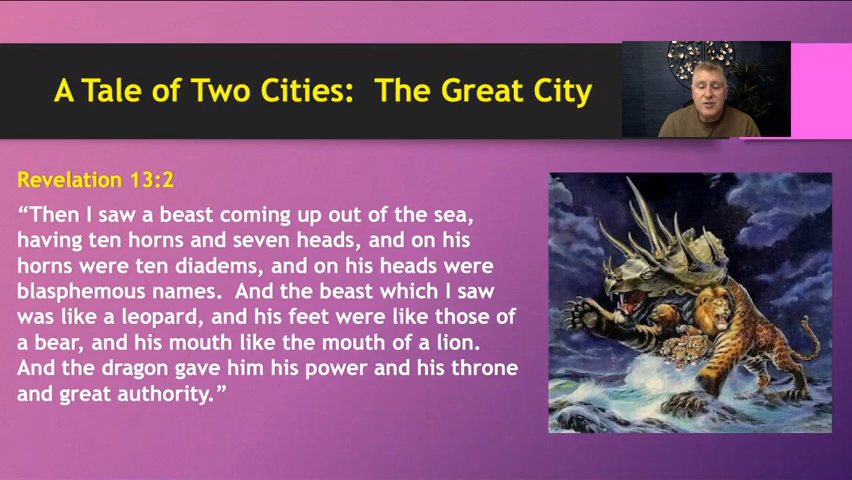 A Tale of Two Cities:  The Great City
Revelation 13:2
“Then I saw a beast coming up out of the sea,
having ten horns and seven heads, and on his
horns were ten diadems, and on his heads were
blasphemous names.  And the beast which I saw
was like a leopard, and his feet were like those of
a bear, and his mouth like the mouth of a lion.
And the dragon gave him his power and his throne
and great authority.”